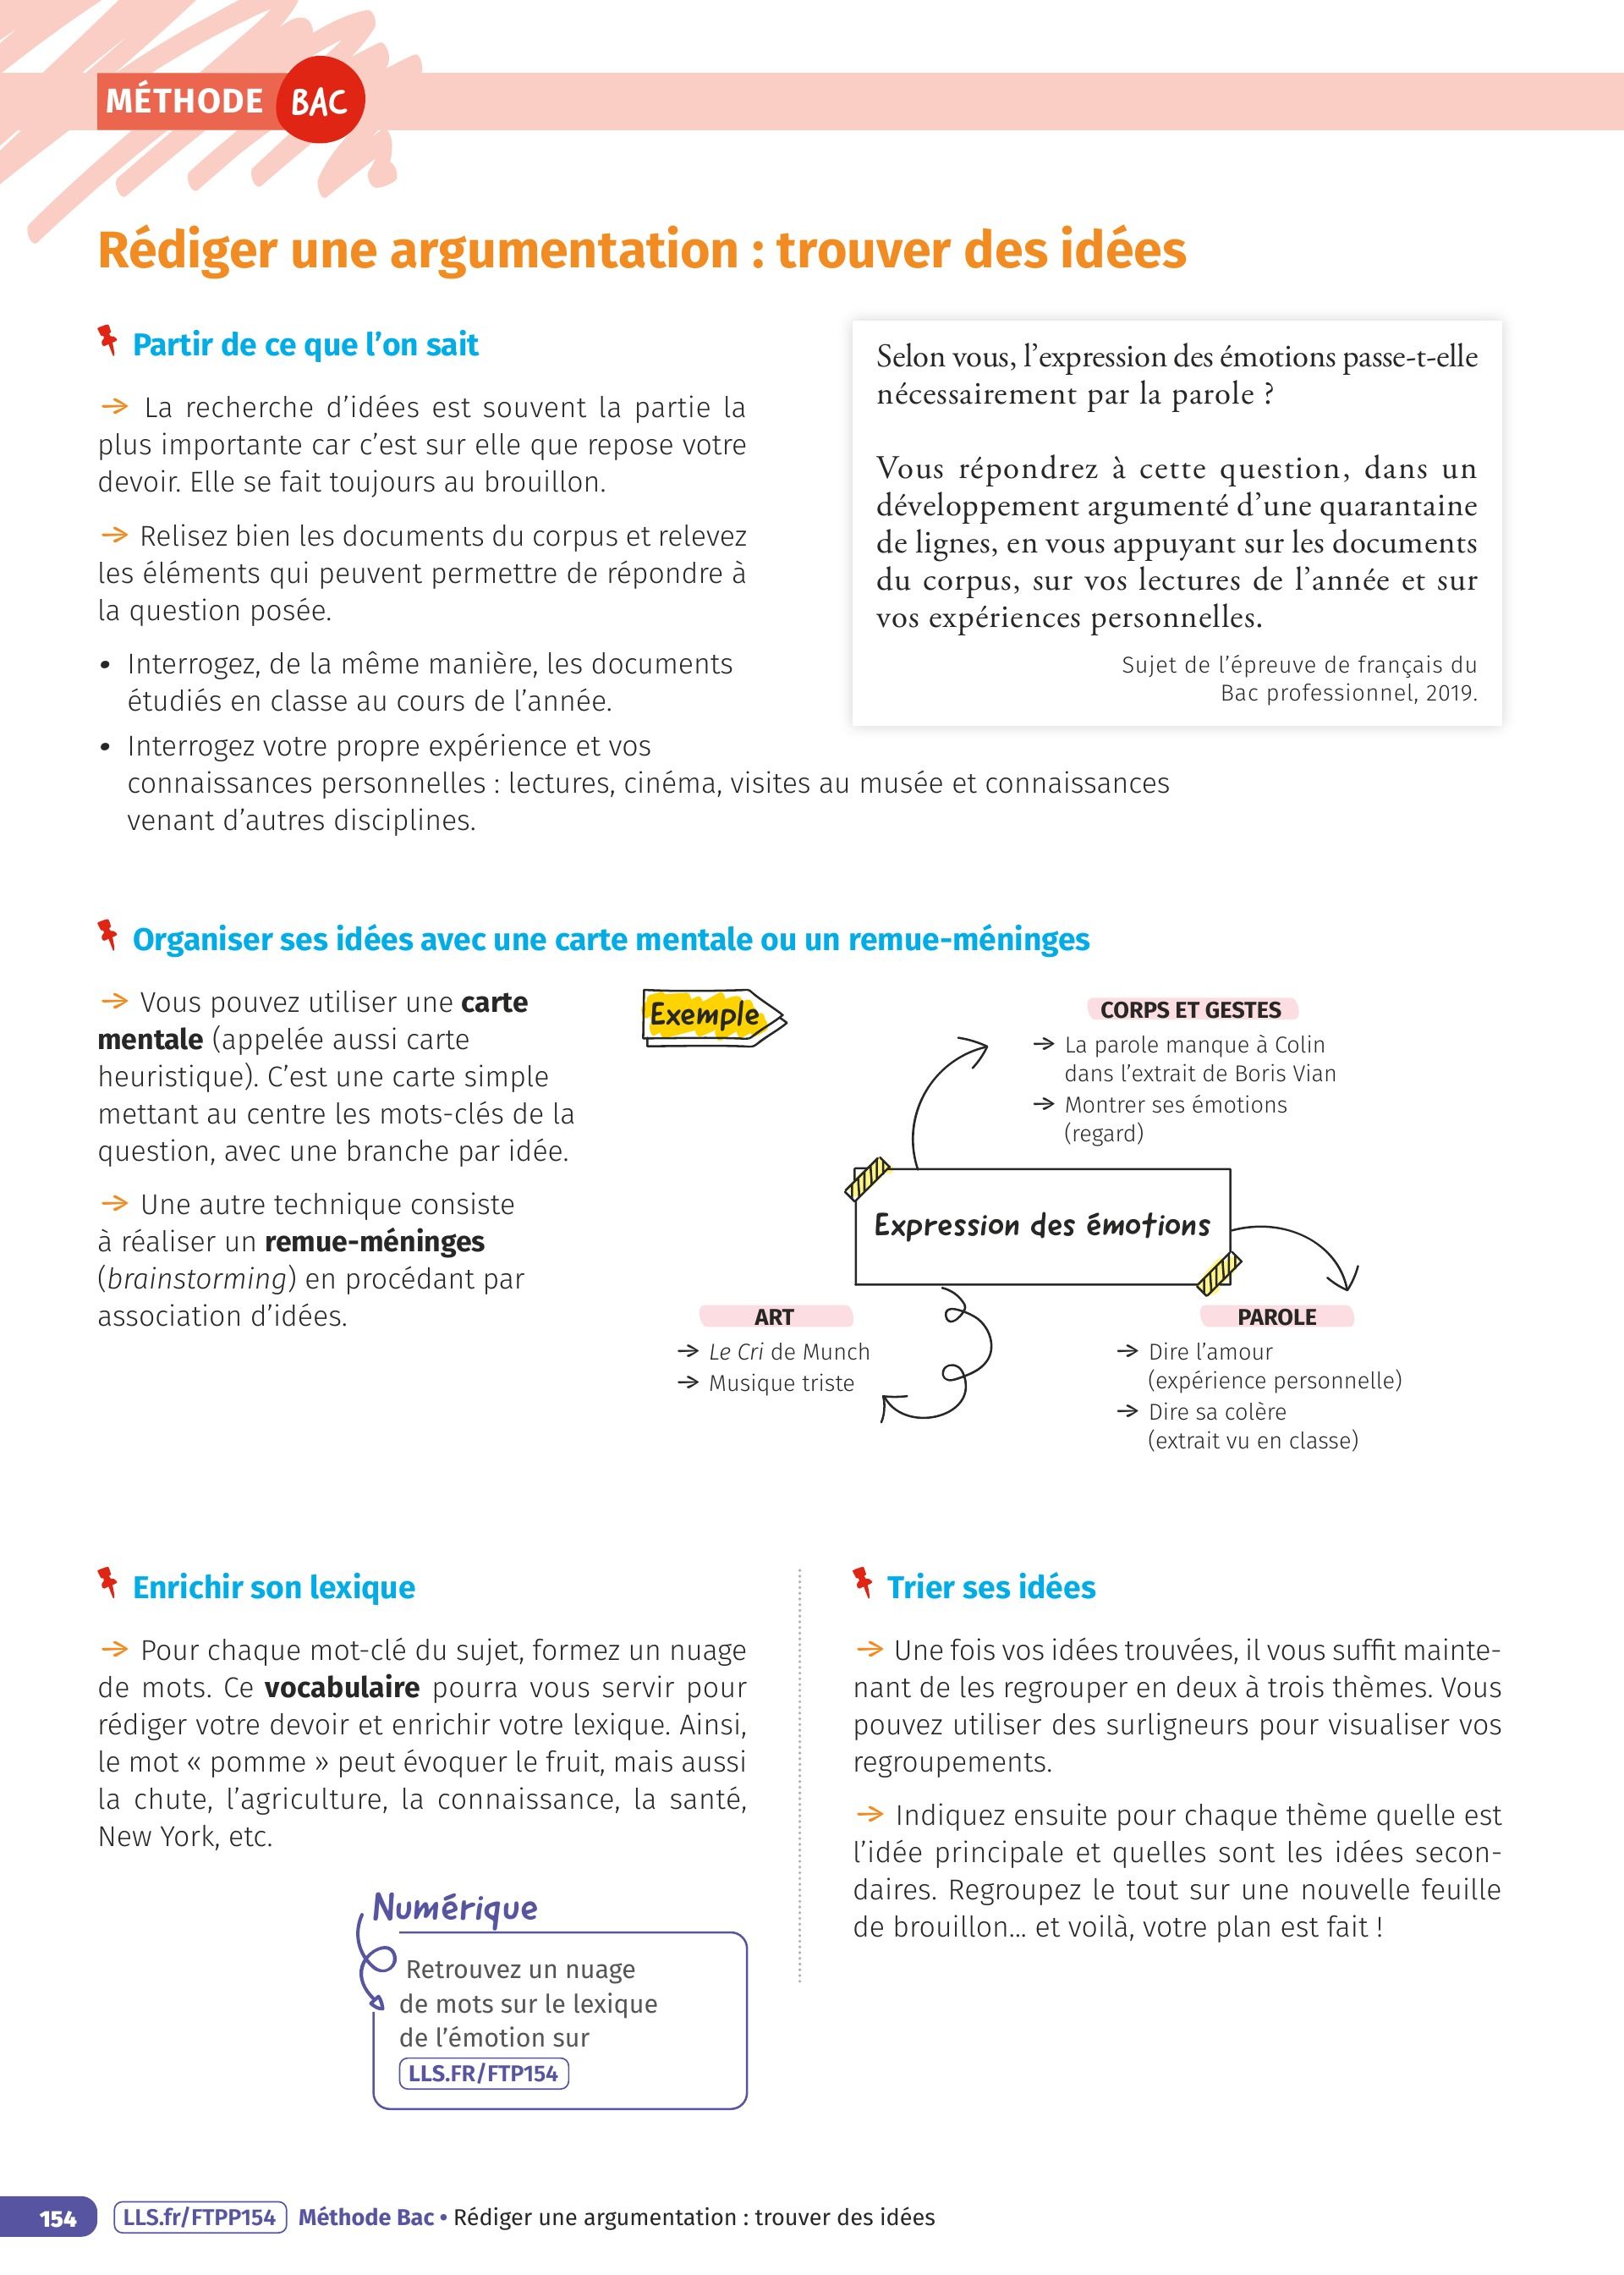 MÉTHODE BAC
Rédiger une argumentation : trouver des idées
Partir de ce que l'on sait
→ La recherche d'idées est souvent la partie la
plus importante car c'est sur elle que repose votre
devoir. Elle se fait toujours au brouillon.
→ Relisez bien les documents du corpus et relevez
les éléments qui peuvent permettre de répondre à
la question posée.
• Interrogez, de la même manière, les documents
étudiés en classe au cours de l'année.
• Interrogez votre propre expérience et vos
connaissances personnelles : lectures, cinéma, visites au musée et connaissances
venant d'autres disciplines.
Selon vous, l'expression des émotions passe-t-elle
nécessairement par la parole ?
Vous répondrez à cette question, dans un
développement argumenté d'une quarantaine
de lignes, en vous appuyant sur les documents
du corpus, sur vos lectures de l'année et sur
vos expériences personnelles.
Sujet de l'épreuve de français du
Bac professionnel, 2019.
Organiser ses idées avec une carte mentale ou un remue-méninges
→ Vous pouvez utiliser une carte
mentale (appelée aussi carte
heuristique). C'est une carte simple
mettant au centre les mots-clés de la
question, avec une branche par idée.
→ Une autre technique consiste
à réaliser un remue-méninges
(brainstorming) en procédant par
association d'idées.
Exemple
CORPS ET GESTES
→ La parole manque à Colin
dans l'extrait de Boris Vian
→ Montrer ses émotions
(regard)
Expression des émotions
ART
→ Le Cri de Munch
→ Musique triste
PAROLE
→ Dire l'amour
(expérience personnelle)
→ Dire sa colère
(extrait vu en classe)
Enrichir son lexique
→ Pour chaque mot-clé du sujet, formez un nuage
de mots. Ce vocabulaire pourra vous servir pour
rédiger votre devoir et enrichir votre lexique. Ainsi,
le mot « pomme » peut évoquer le fruit, mais aussi
la chute, l'agriculture, la connaissance, la santé,
New York, etc.
Numérique
Retrouvez un nuage
de mots sur le lexique
de l'émotion sur
LLS.FR/FTP154
Trier ses idées
→ Une fois vos idées trouvées, il vous suffit mainte-
nant de les regrouper en deux à trois thèmes. Vous
pouvez utiliser des surligneurs pour visualiser vos
regroupements.
→ Indiquez ensuite pour chaque thème quelle est
l'idée principale et quelles sont les idées secon-
daires. Regroupez le tout sur une nouvelle feuille
de brouillon... et voilà, votre plan est fait !
154 LLS.fr/FTPP154 Méthode Bac • Rédiger une argumentation : trouver des idées